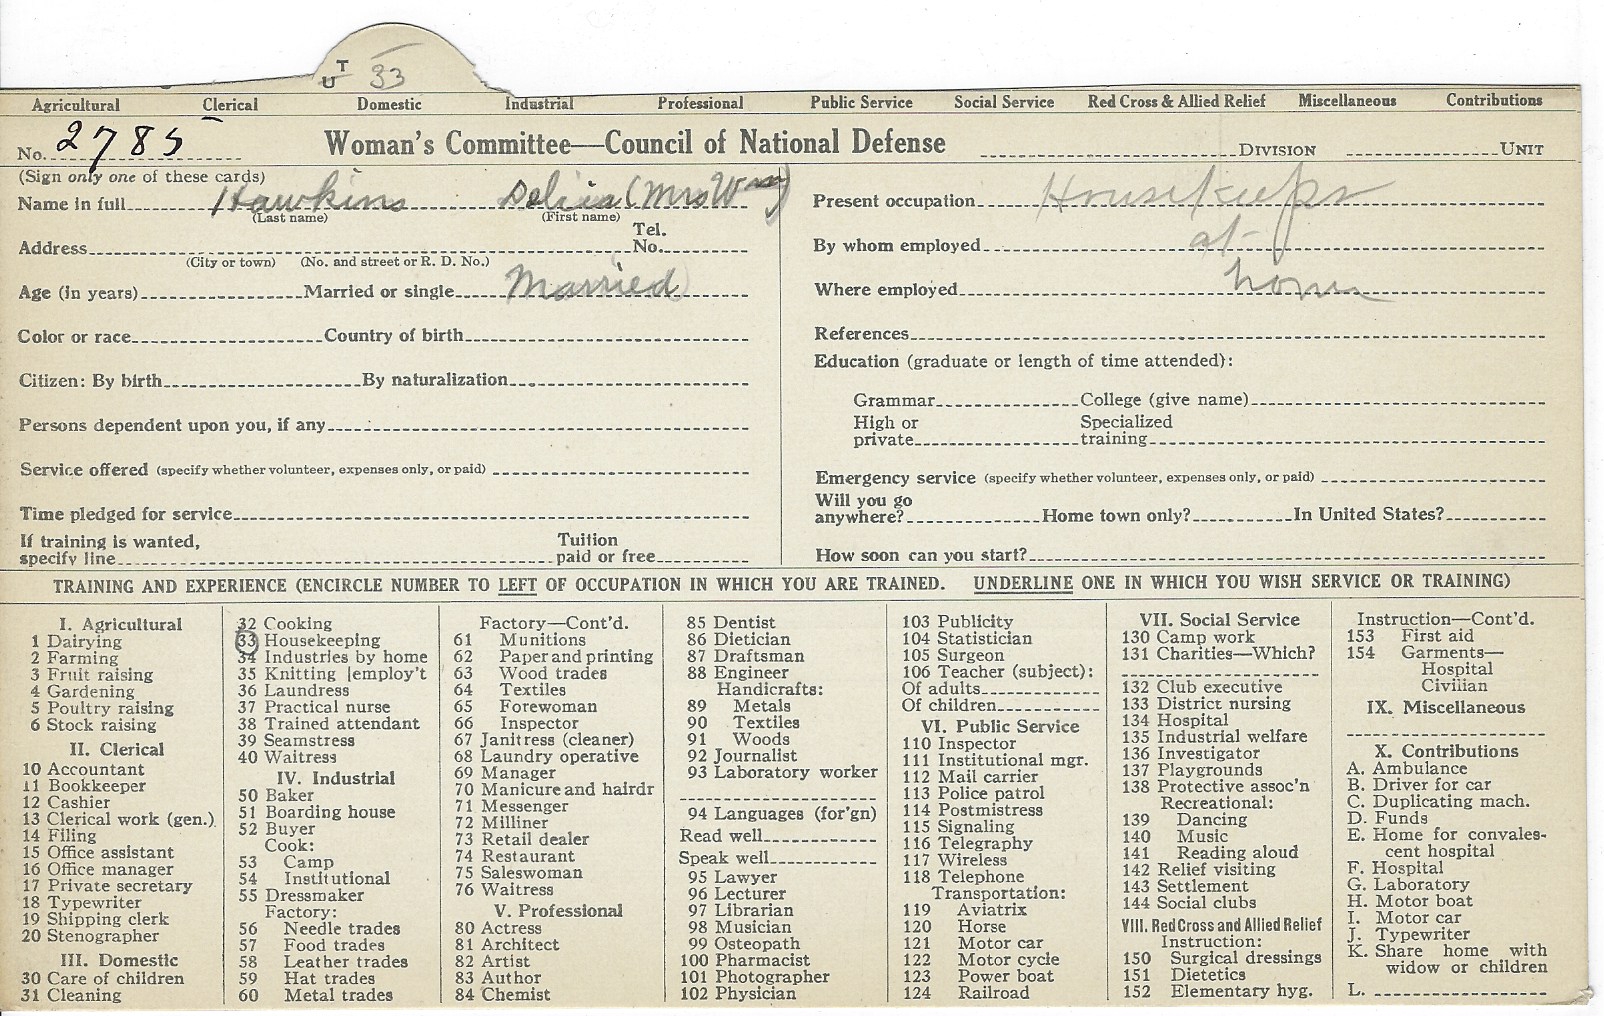 T
U 33
Agricultural Clerical Domestic Industrial Professional Public Service Social Service Red Cross & Allied Relief Miscellaneous Contributions
No. 2785 Woman's Committee—Council of National Defense DIVISION UNIT
(Sign only one of these cards)
Name in full Hawkins Delia (Mrs Wm)
(Last name) (First name)
Address Tel. No.
(City or town) (No. and street or R. D. No.)
Age (in years) Married or single Married
Color or race Country of birth
Citizen: By birth By naturalization
Persons dependent upon you, if any
Service offered (specify whether volunteer, expenses only, or paid)
Time pledged for service
If training is wanted,
specify line Tuition paid or free
Present occupation Housekeeper
By whom employed at
Where employed home
References
Education (graduate or length of time attended):
Grammar College (give name)
High or private Specialized training
Emergency service (specify whether volunteer, expenses only, or paid)
Will you go
anywhere? Home town only? In United States?
How soon can you start?
TRAINING AND EXPERIENCE (ENCIRCLE NUMBER TO LEFT OF OCCUPATION IN WHICH YOU ARE TRAINED. UNDERLINE ONE IN WHICH YOU WISH SERVICE OR TRAINING)
I. Agricultural
1 Dairying
2 Farming
3 Fruit raising
4 Gardening
5 Poultry raising
6 Stock raising
II. Clerical
10 Accountant
11 Bookkeeper
12 Cashier
13 Clerical work (gen.)
14 Filing
15 Office assistant
16 Office manager
17 Private secretary
18 Typewriter
19 Shipping clerk
20 Stenographer
III. Domestic
30 Care of children
31 Cleaning
32 Cooking
33 Housekeeping
34 Industries by home
35 Knitting [employ't
36 Laundress
37 Practical nurse
38 Trained attendant
39 Seamstress
40 Waitress
IV. Industrial
50 Baker
51 Boarding house
52 Buyer
Cook:
53 Camp
54 Institutional
55 Dressmaker
Factory:
56 Needle trades
57 Food trades
58 Leather trades
59 Hat trades
60 Metal trades
Factory—Cont'd.
61 Munitions
62 Paper and printing
63 Wood trades
64 Textiles
65 Forewoman
66 Inspector
67 Janitress (cleaner)
68 Laundry operative
69 Manager
70 Manicure and hairdr
71 Messenger
72 Milliner
73 Retail dealer
74 Restaurant
75 Saleswoman
76 Waitress
V. Professional
80 Actress
81 Architect
82 Artist
83 Author
84 Chemist
85 Dentist
86 Dietician
87 Draftsman
88 Engineer
Handicrafts:
89 Metals
90 Textiles
91 Woods
92 Journalist
93 Laboratory worker
94 Languages (for'gn)
Read well
Speak well
95 Lawyer
96 Lecturer
97 Librarian
98 Musician
99 Osteopath
100 Pharmacist
101 Photographer
102 Physician
103 Publicity
104 Statistician
105 Surgeon
106 Teacher (subject):
Of adults
Of children
VI. Public Service
110 Inspector
111 Institutional mgr.
112 Mail carrier
113 Police patrol
114 Postmistress
115 Signaling
116 Telegraphy
117 Wireless
118 Telephone
Transportation:
119 Aviatrix
120 Horse
121 Motor car
122 Motor cycle
123 Power boat
124 Railroad
VII. Social Service
130 Camp work
131 Charities—Which?
132 Club executive
133 District nursing
134 Hospital
135 Industrial welfare
136 Investigator
137 Playgrounds
138 Protective assoc'n
Recreational:
139 Dancing
140 Music
141 Reading aloud
142 Relief visiting
143 Settlement
144 Social clubs
VIII. Red Cross and Allied Relief
Instruction:
150 Surgical dressings
151 Dietetics
152 Elementary hyg.
Instruction—Cont'd.
153 First aid
154 Garments—
Hospital
Civilian
IX. Miscellaneous
X. Contributions
A. Ambulance
B. Driver for car
C. Duplicating mach.
D. Funds
E. Home for convales-
cent hospital
F. Hospital
G. Laboratory
H. Motor boat
I. Motor car
J. Typewriter
K. Share home with
widow or children
L.